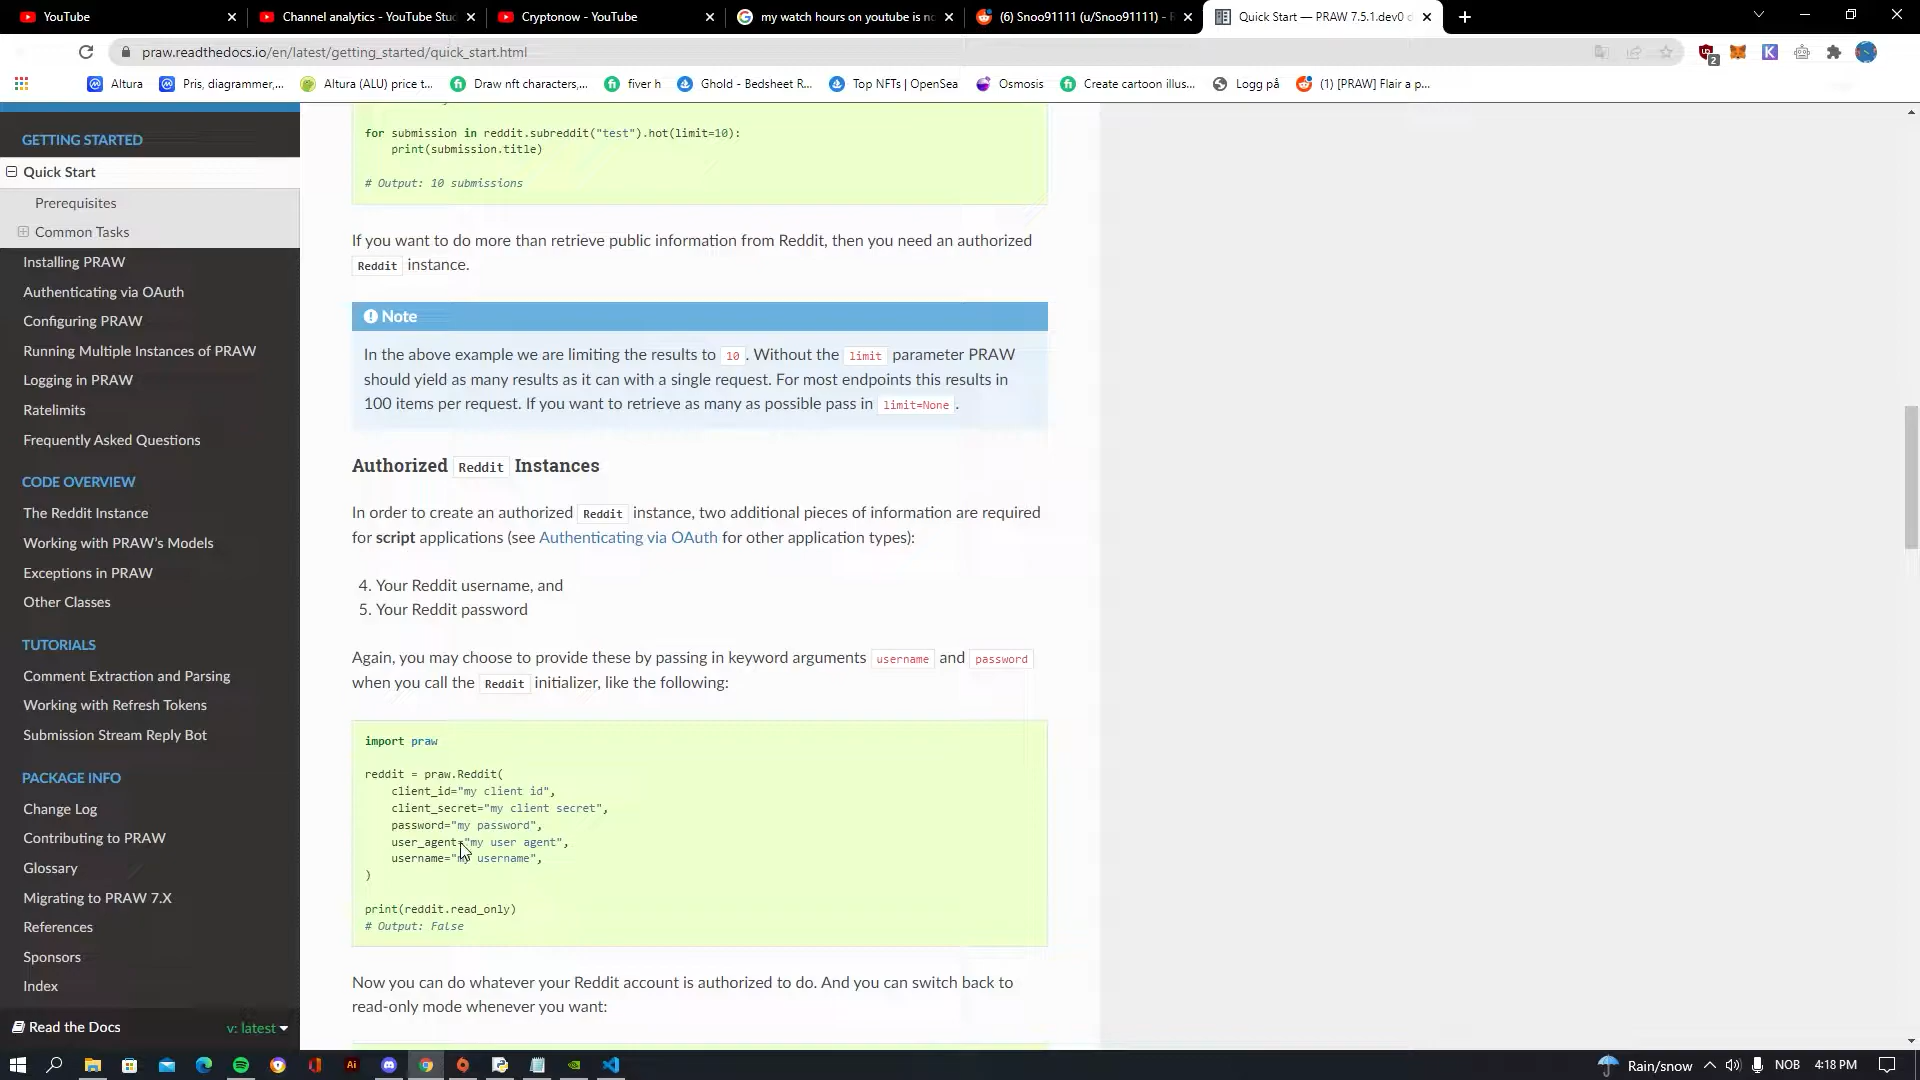 YouTube
Channel analytics - YouTube Stu
Cryptonow - YouTube
my watch hours on youtube is no
(6) Snoo91111 (u/Snoo91111) - R
Quick Start — PRAW 7.5.1.dev0 d
praw.readthedocs.io/en/latest/getting_started/quick_start.html
2
Altura
Pris, diagrammer,...
Altura (ALU) price t...
Draw nft characters,...
fiver h
Ghold - Bedsheet R...
Top NFTs | OpenSea
Osmosis
Create cartoon illus...
Logg på
(1) [PRAW] Flair a p...
GETTING STARTED
Quick Start
Prerequisites
Common Tasks
Installing PRAW
Authenticating via OAuth
Configuring PRAW
Running Multiple Instances of PRAW
Logging in PRAW
Ratelimits
Frequently Asked Questions
CODE OVERVIEW
The Reddit Instance
Working with PRAW's Models
Exceptions in PRAW
Other Classes
TUTORIALS
Comment Extraction and Parsing
Working with Refresh Tokens
Submission Stream Reply Bot
PACKAGE INFO
Change Log
Contributing to PRAW
Glossary
Migrating to PRAW 7.X
References
Sponsors
Index
Read the Docs
v: latest
for submission in reddit.subreddit("test").hot(limit=10):
print(submission.title)
# Output: 10 submissions
If you want to do more than retrieve public information from Reddit, then you need an authorized
Reddit instance.
Note
In the above example we are limiting the results to 10 . Without the limit parameter PRAW
should yield as many results as it can with a single request. For most endpoints this results in
100 items per request. If you want to retrieve as many as possible pass in limit=None .
Authorized Reddit Instances
In order to create an authorized Reddit instance, two additional pieces of information are required
for script applications (see Authenticating via OAuth for other application types):
4. Your Reddit username, and
5. Your Reddit password
Again, you may choose to provide these by passing in keyword arguments username and password
when you call the Reddit initializer, like the following:
import praw
reddit = praw.Reddit(
client_id="my client id",
client_secret="my client secret",
password="my password",
user_agent="my user agent",
username="my username",
)
print(reddit.read_only)
# Output: False
Now you can do whatever your Reddit account is authorized to do. And you can switch back to
read-only mode whenever you want:
Ai
Rain/snow
NOB
4:18 PM